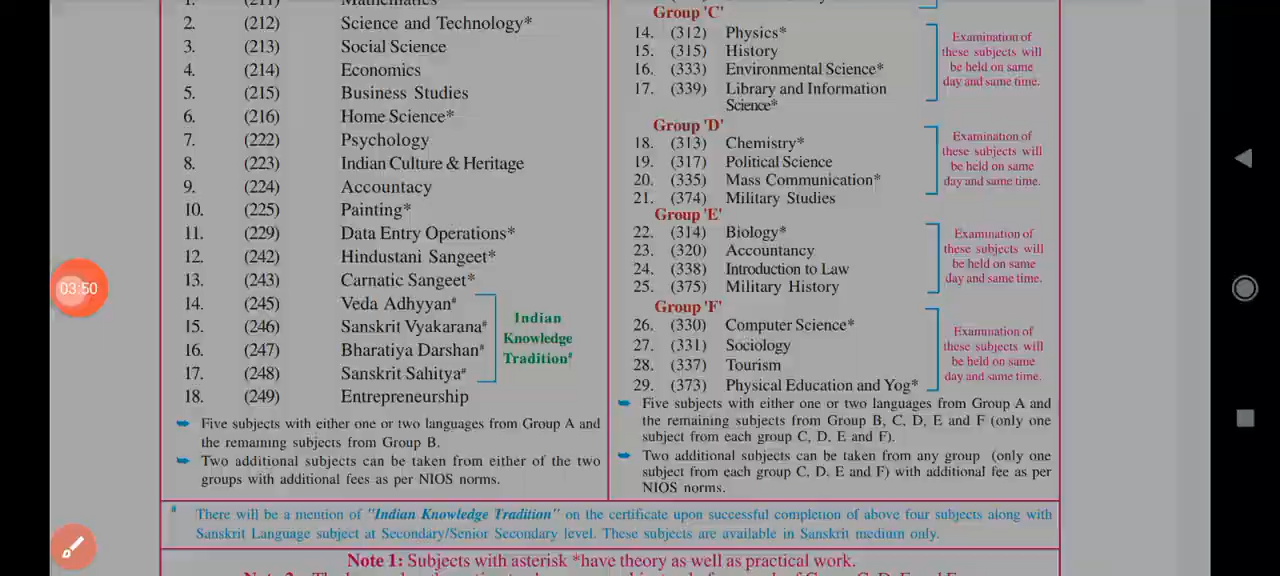 1. (211) Mathematics
2. (212) Science and Technology*
3. (213) Social Science
4. (214) Economics
5. (215) Business Studies
6. (216) Home Science*
7. (222) Psychology
8. (223) Indian Culture & Heritage
9. (224) Accountacy
10. (225) Painting*
11. (229) Data Entry Operations*
12. (242) Hindustani Sangeet*
13. (243) Carnatic Sangeet*
14. (245) Veda Adhyyan#
15. (246) Sanskrit Vyakarana#
16. (247) Bharatiya Darshan#
17. (248) Sanskrit Sahitya#
18. (249) Entrepreneurship
Indian
Knowledge
Tradition#
➥ Five subjects with either one or two languages from Group A and
the remaning subjects from Group B.
➥ Two additional subjects can be taken from either of the two
groups with additional fees as per NIOS norms.
Group 'C'
14. (312) Physics*
15. (315) History
16. (333) Environmental Science*
17. (339) Library and Information
Science*
Examination of
these subjects will
be held on same
day and same time.
Group 'D'
18. (313) Chemistry*
19. (317) Political Science
20. (335) Mass Communication*
21. (374) Military Studies
Examination of
these subjects will
be held on same
day and same time.
Group 'E'
22. (314) Biology*
23. (320) Accountancy
24. (338) Introduction to Law
25. (375) Military History
Examination of
these subjects will
be held on same
day and same time.
Group 'F'
26. (330) Computer Science*
27. (331) Sociology
28. (337) Tourism
29. (373) Physical Education and Yog*
Examination of
these subjects will
be held on same
day and same time.
➥ Five subjects with either one or two languages from Group A and
the remaining subjects from Group B, C, D, E and F (only one
subject from each group C, D, E and F).
➥ Two additional subjects can be taken from any group (only one
subject from each group C, D, E and F) with additional fee as per
NIOS norms.
# There will be a mention of "Indian Knowledge Tradition" on the certificate upon successful completion of above four subjects along with
Sanskrit Language subject at Secondary/Senior Secondary level. These subjects are available in Sanskrit medium only.
Note 1: Subjects with asterisk *have theory as well as practical work.
03:50